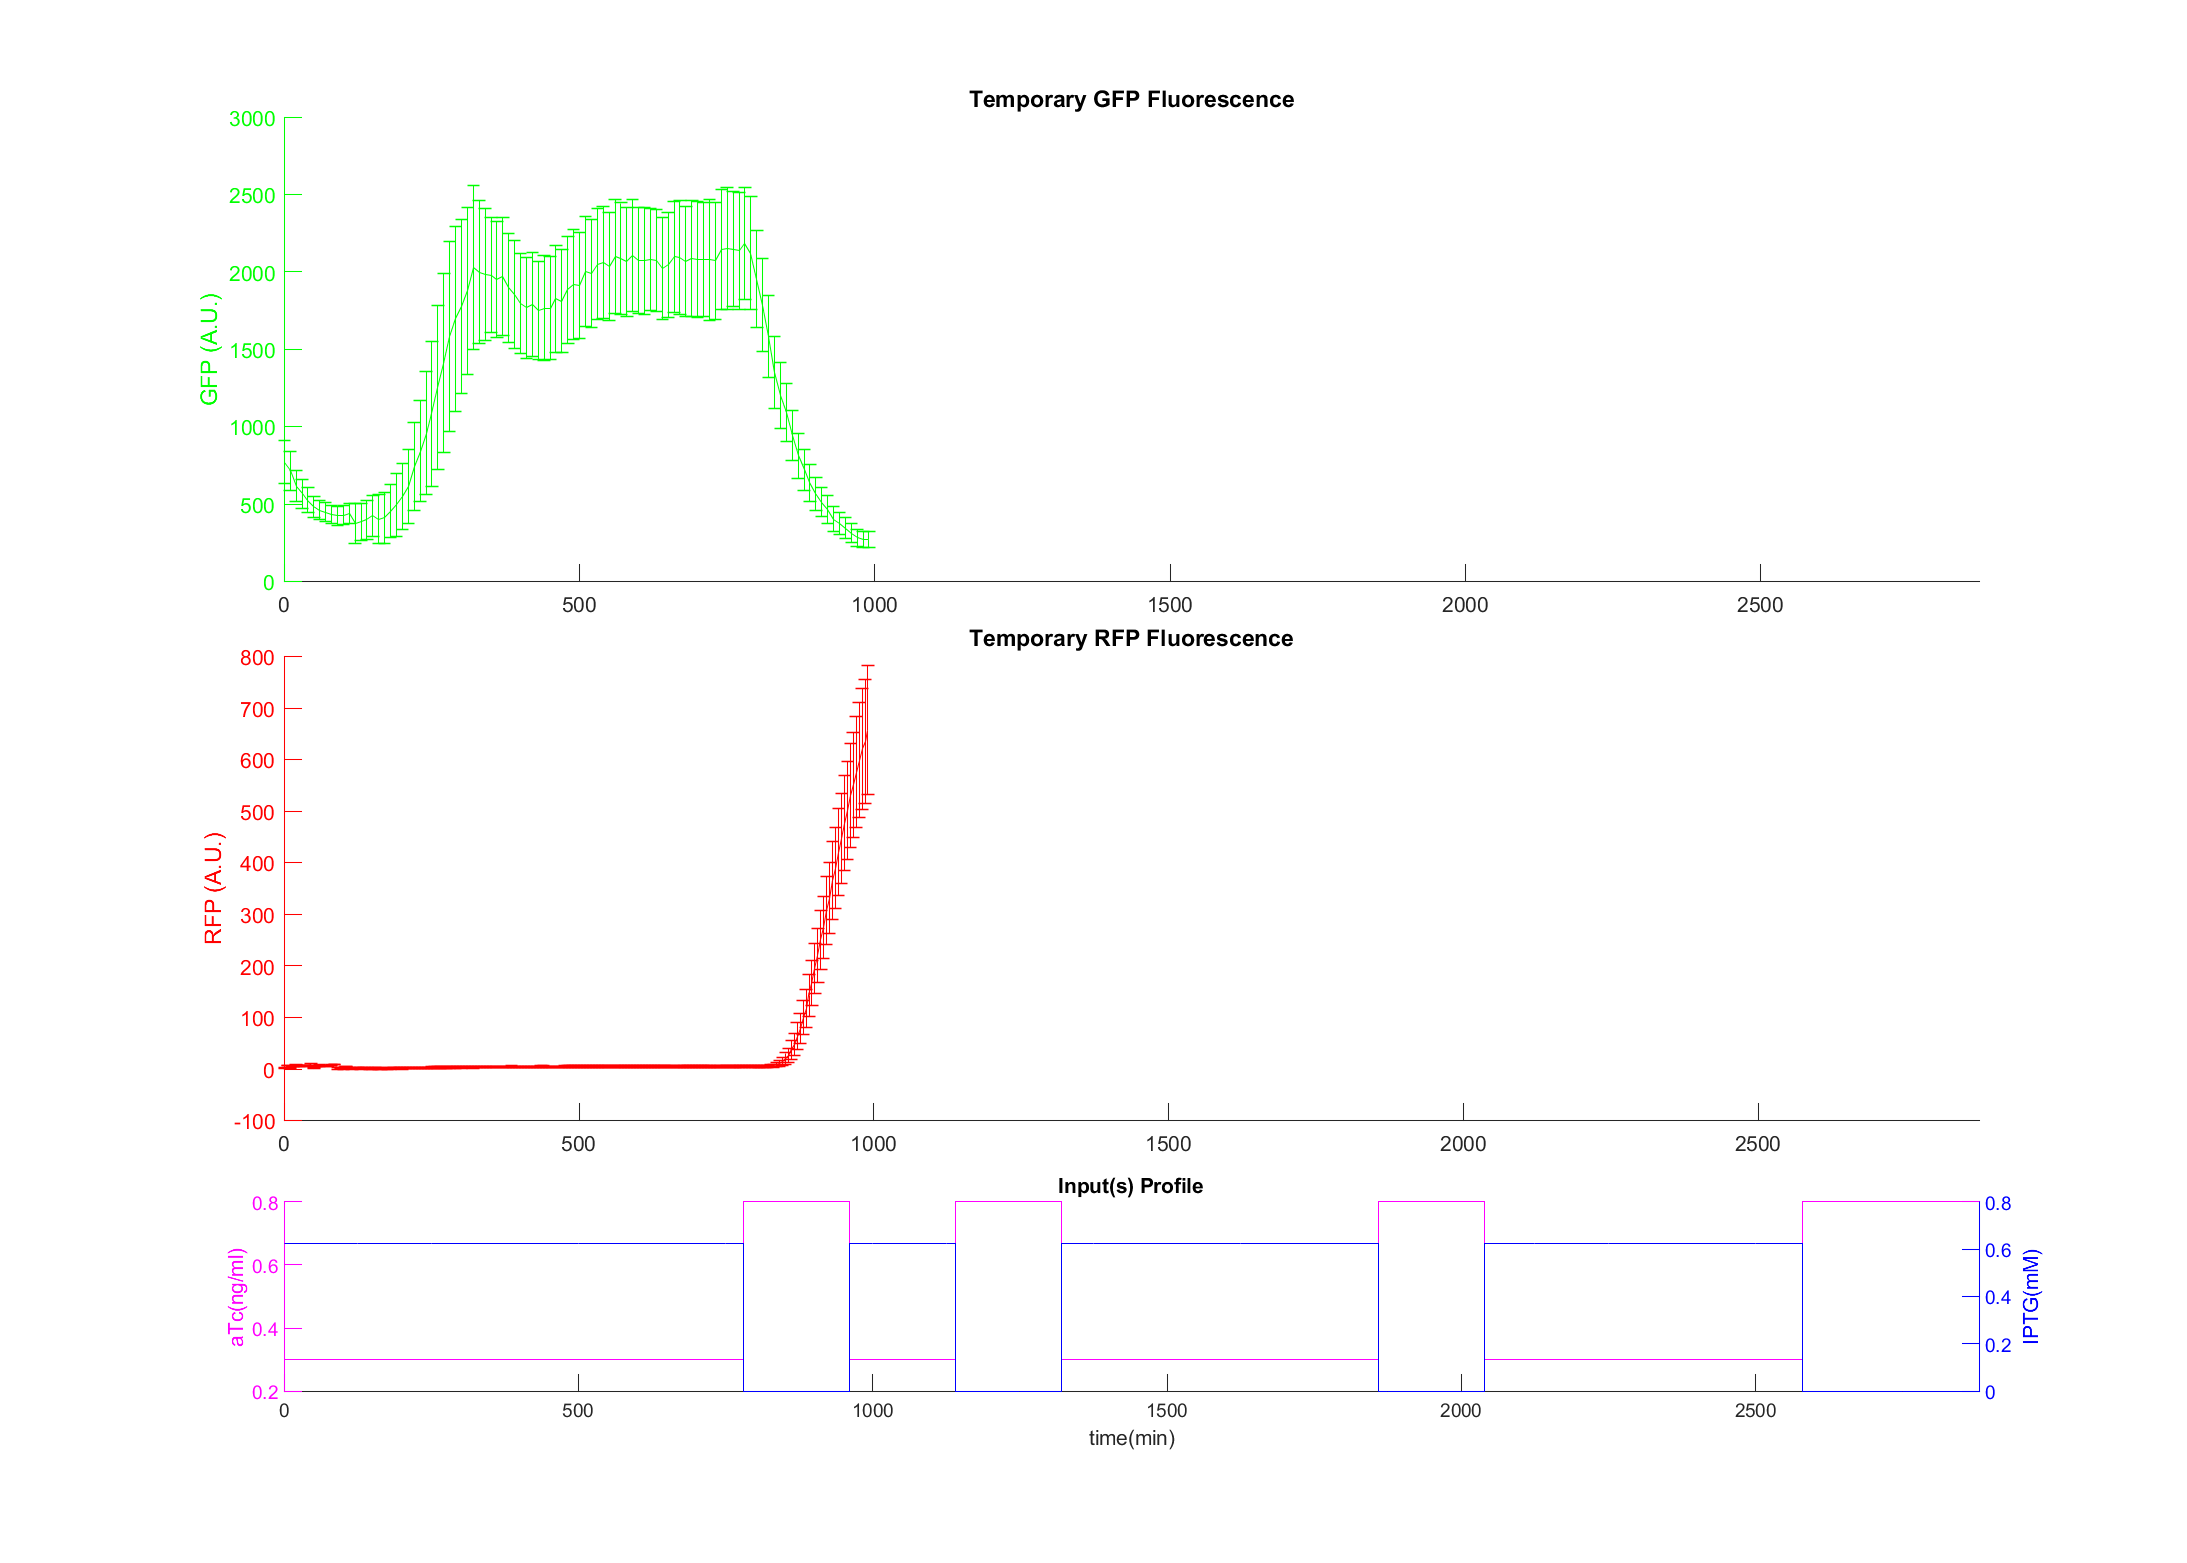 Temporary GFP Fluorescence
3000
2500
2000
1500
1000
500
0
GFP (A.U.)
0 500 1000 1500 2000 2500
Temporary RFP Fluorescence
800
700
600
500
400
300
200
100
0
-100
RFP (A.U.)
0 500 1000 1500 2000 2500
Input(s) Profile
0.8
0.6
0.4
0.2
aTc(ng/ml)
0.8
0.6
0.4
0.2
0
IPTG(mM)
0 500 1000 1500 2000 2500
time(min)